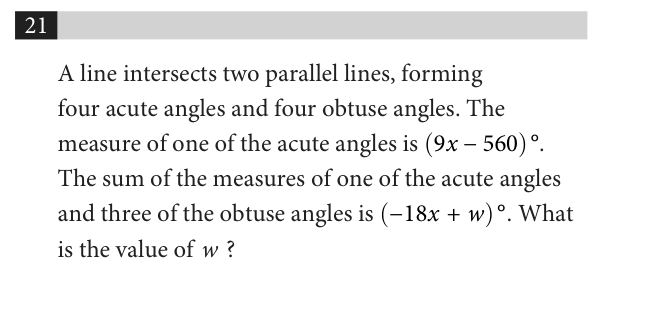 21
A line intersects two parallel lines, forming
four acute angles and four obtuse angles. The
measure of one of the acute angles is (9x – 560)°.
The sum of the measures of one of the acute angles
and three of the obtuse angles is (–18x + w)°. What
is the value of w ?